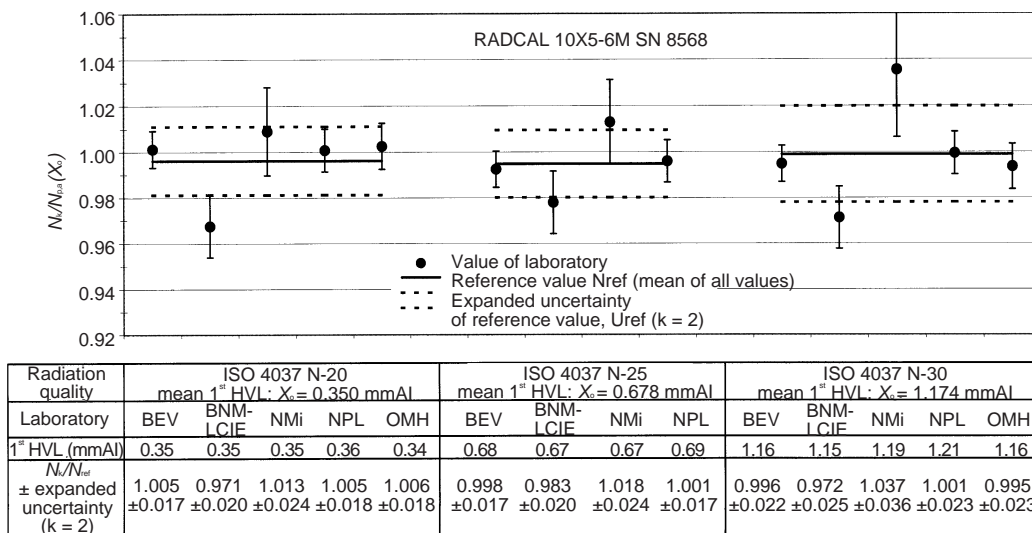 1.06
RADCAL 10X5-6M SN 8568
1.04
1.02
1.00
0.98
0.96
0.94
0.92
Nₖ/Nₚ,ₐ(Xₒ)
Value of laboratory
Reference value Nref (mean of all values)
Expanded uncertainty
of reference value, Uref (k = 2)
Radiation quality ISO 4037 N-20 mean 1st HVL: Xₒ= 0.350 mmAl ISO 4037 N-25 mean 1st HVL: Xₒ= 0.678 mmAl ISO 4037 N-30 mean 1st HVL: Xₒ= 1.174 mmAl
Laboratory BEV BNM-LCIE NMi NPL OMH BEV BNM-LCIE NMi NPL BEV BNM-LCIE NMi NPL OMH
1st HVL (mmAl) 0.35 0.35 0.35 0.36 0.34 0.68 0.67 0.67 0.69 1.16 1.15 1.19 1.21 1.16
Nₖ/Nref
± expanded 1.005 0.971 1.013 1.005 1.006 0.998 0.983 1.018 1.001 0.996 0.972 1.037 1.001 0.995
uncertainty ±0.017 ±0.020 ±0.024 ±0.018 ±0.018 ±0.017 ±0.020 ±0.024 ±0.017 ±0.022 ±0.025 ±0.036 ±0.023 ±0.023
(k = 2)